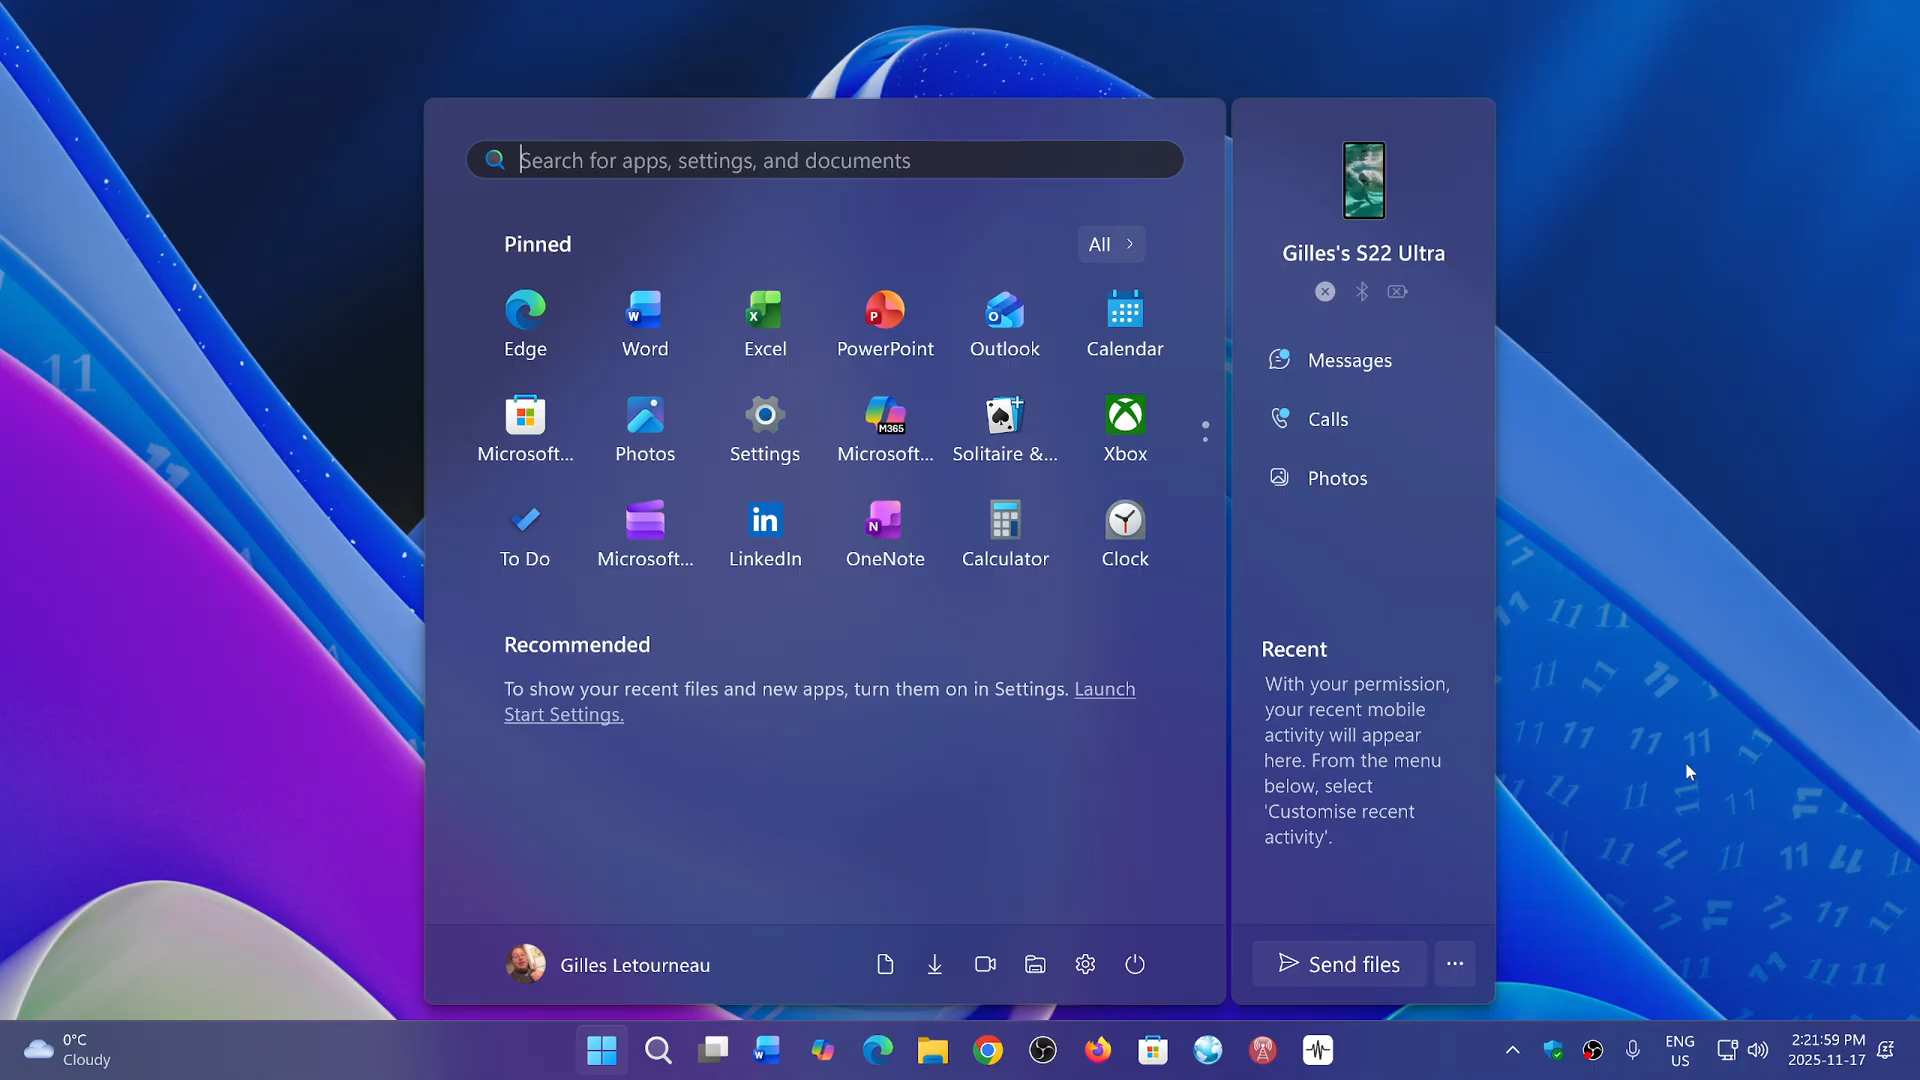 Search for apps, settings, and documents
Pinned
All
Edge
Word
Excel
PowerPoint
Outlook
Calendar
Microsoft...
Photos
Settings
Microsoft...
Solitaire &...
Xbox
M365
To Do
Microsoft...
LinkedIn
OneNote
Calculator
Clock
Recommended
To show your recent files and new apps, turn them on in Settings. Launch
Start Settings.
Gilles Letourneau
Gilles's S22 Ultra
Messages
Calls
Photos
Recent
With your permission,
your recent mobile
activity will appear
here. From the menu
below, select
'Customise recent
activity'.
Send files
0°C
Cloudy
ENG
US
2:21:59 PM
2025-11-17